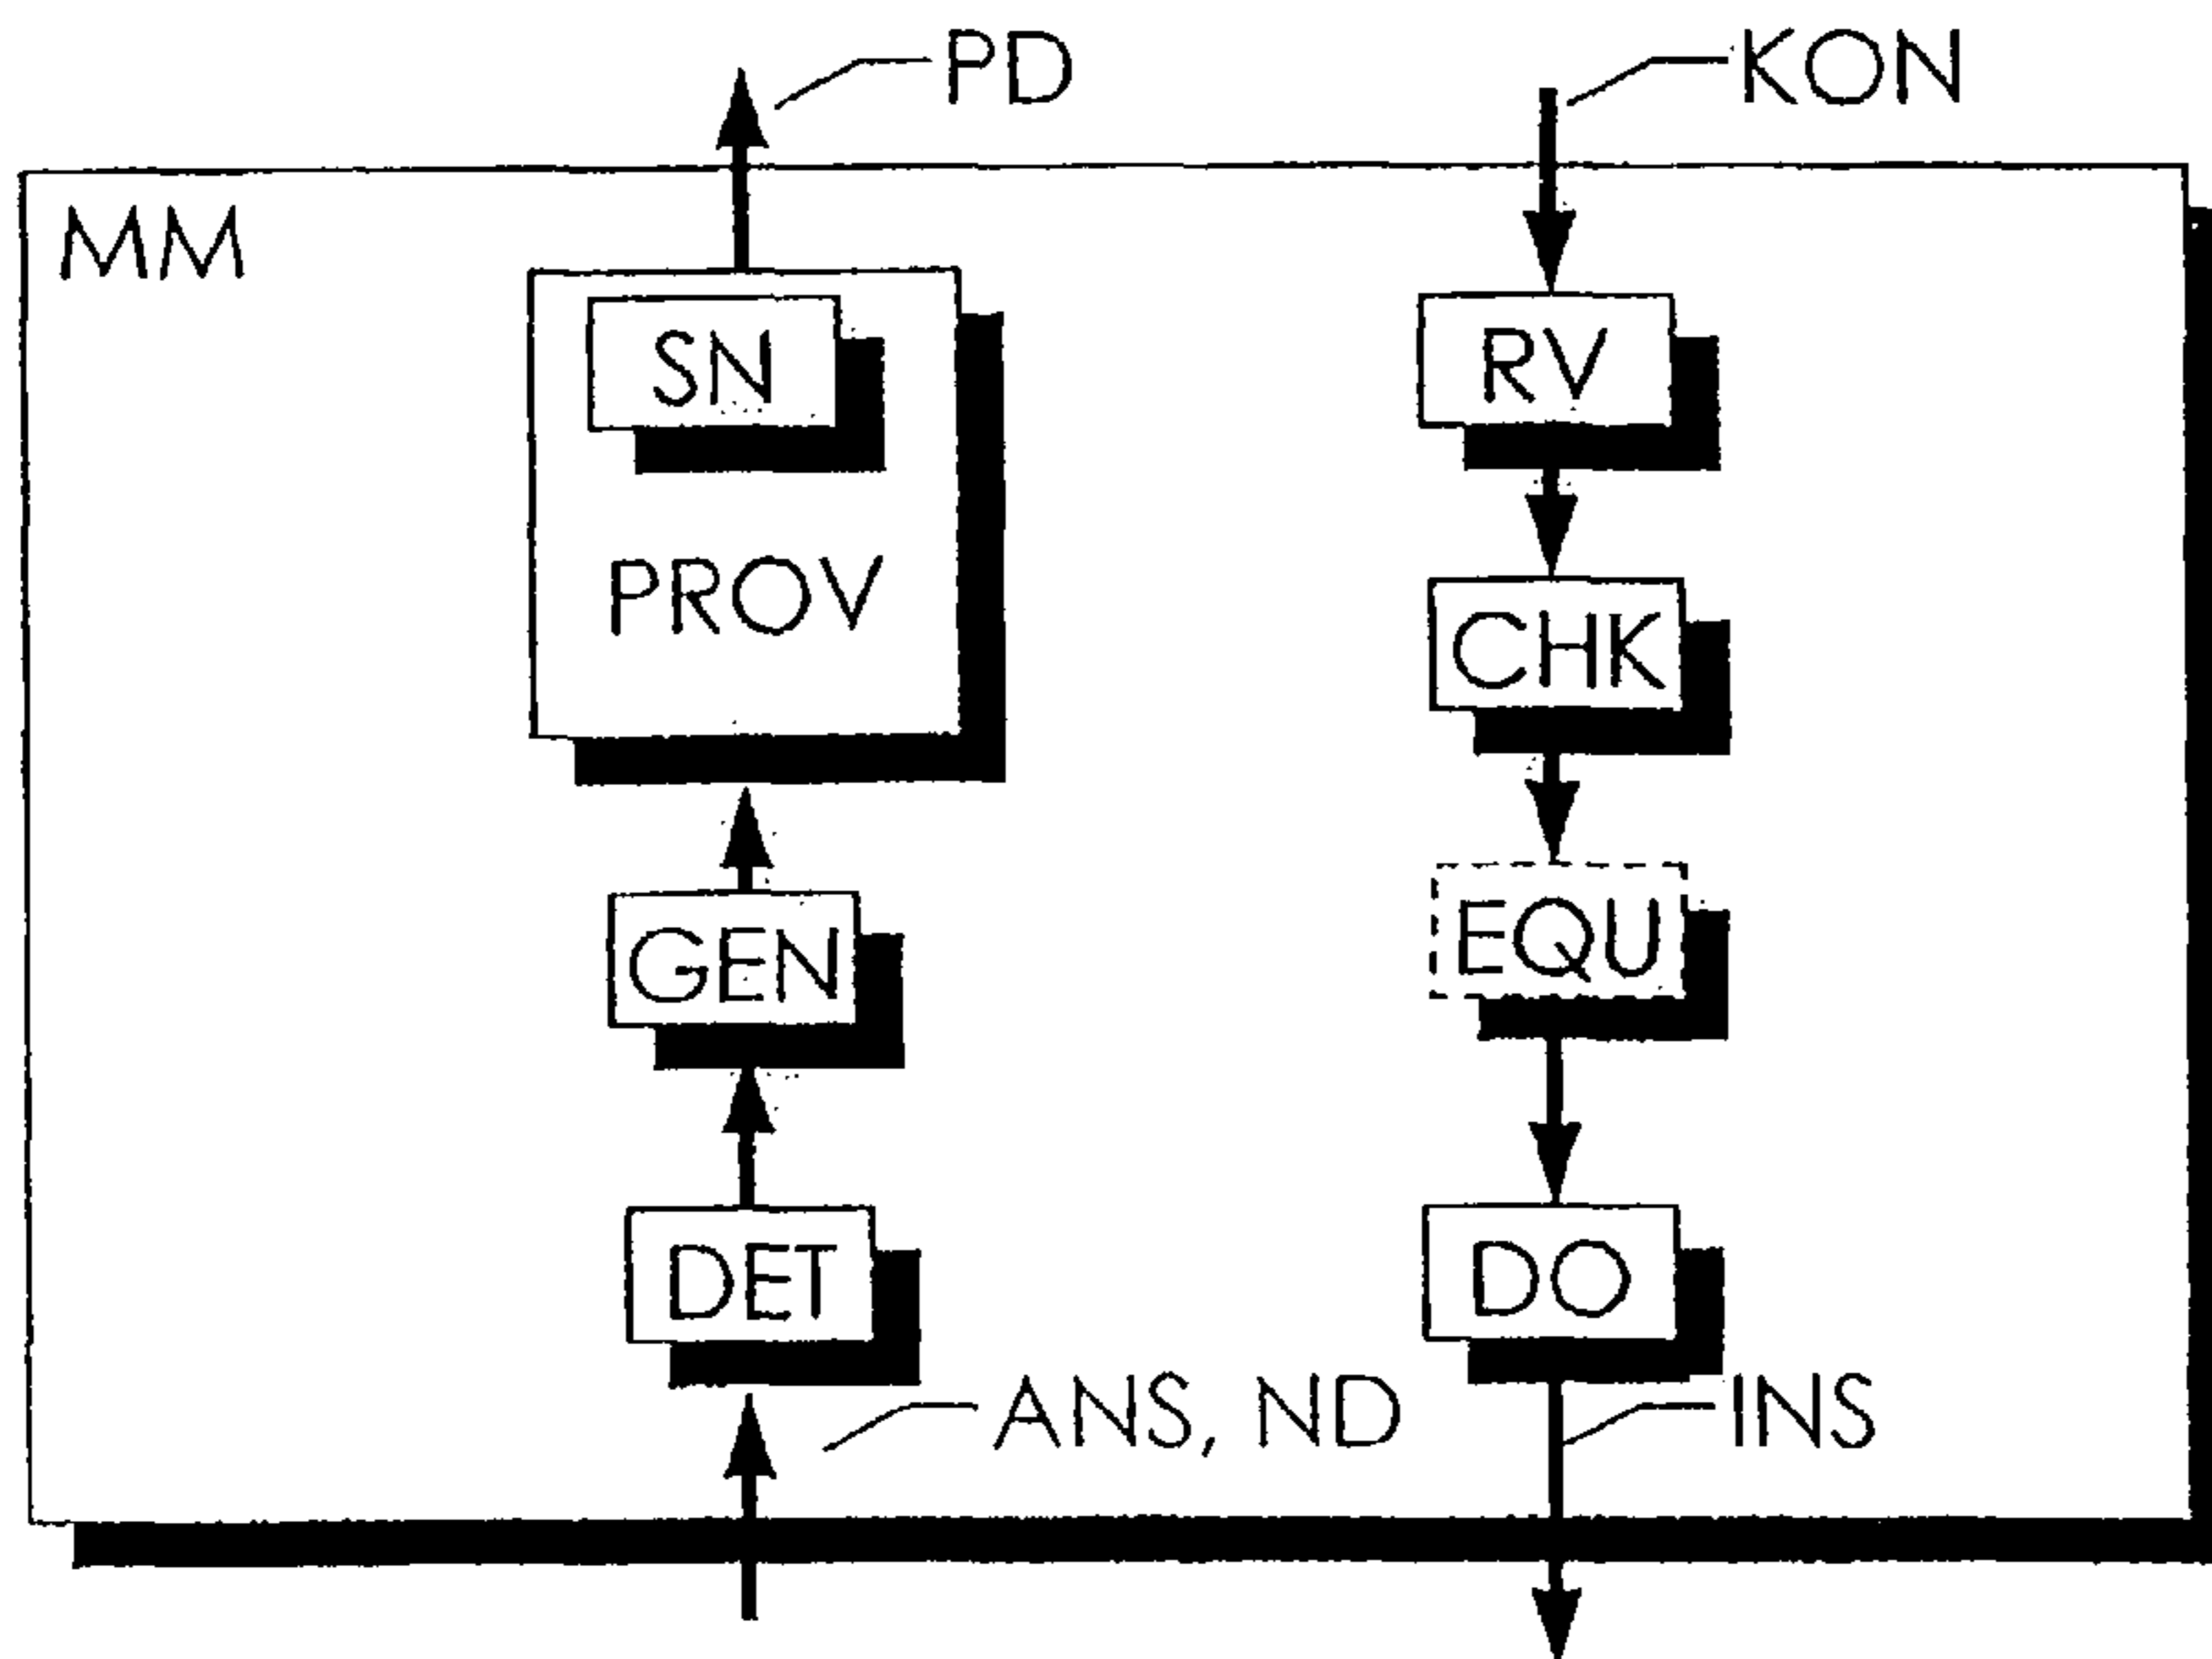 PD
KON
MM
SN
RV
PROV
CHK
GEN
EQU
DET
DO
ANS, ND
INS